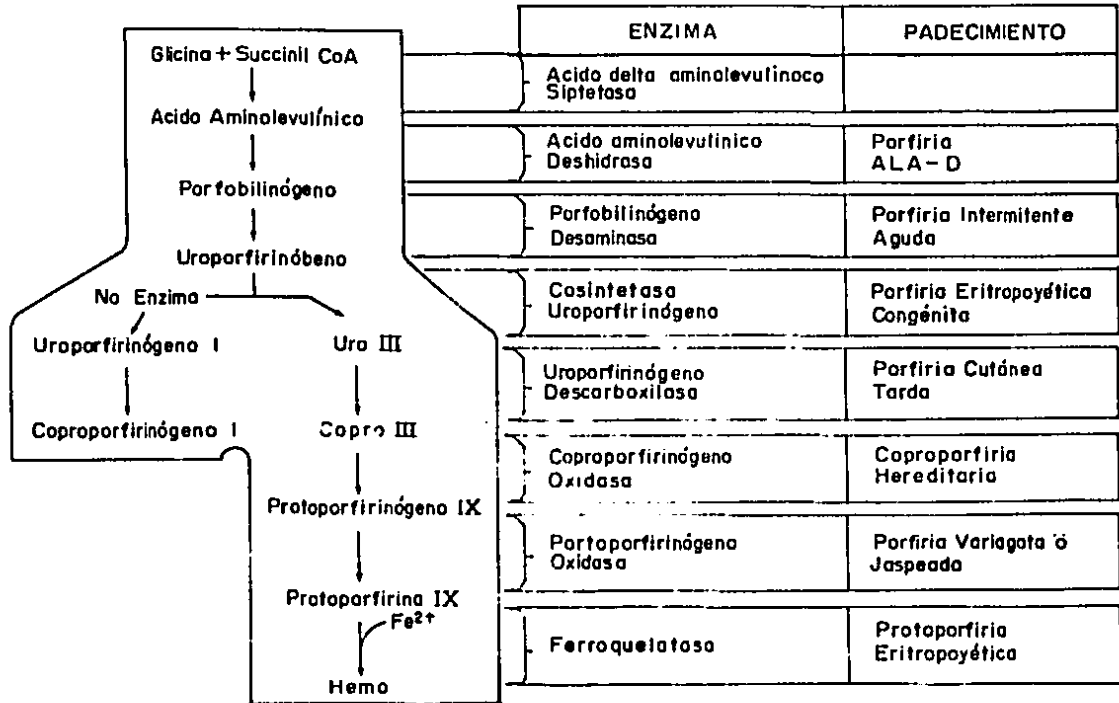 Glicina + Succinil CoA
Acido Aminolevulínico
Porfobilinógeno
Uroporfirinóbeno
No Enzima
Uroporfirinógeno I
Uro III
Coproporfirinógeno I
Copro III
Protoporfirinógeno IX
Protoporfirina IX
Fe²⁺
Hemo
ENZIMA
PADECIMIENTO
Acido delta aminolevulinoco
Siptetasa
Acido aminolevulinico
Deshidrasa
Porfiria
ALA-D
Porfobilinógeno
Desaminasa
Porfiria Intermitente
Aguda
Cosintetasa
Uroporfirinógeno
Porfiria Eritropoyética
Congénita
Uroporfirinógeno
Descarboxilasa
Porfiria Cutánea
Tarda
Coproporfirinógeno
Oxidasa
Coproporfiria
Hereditaria
Portoporfirinógena
Oxidasa
Porfiria Variagata ö
Jaspeada
Ferroquelatasa
Protoporfiria
Eritropoyética